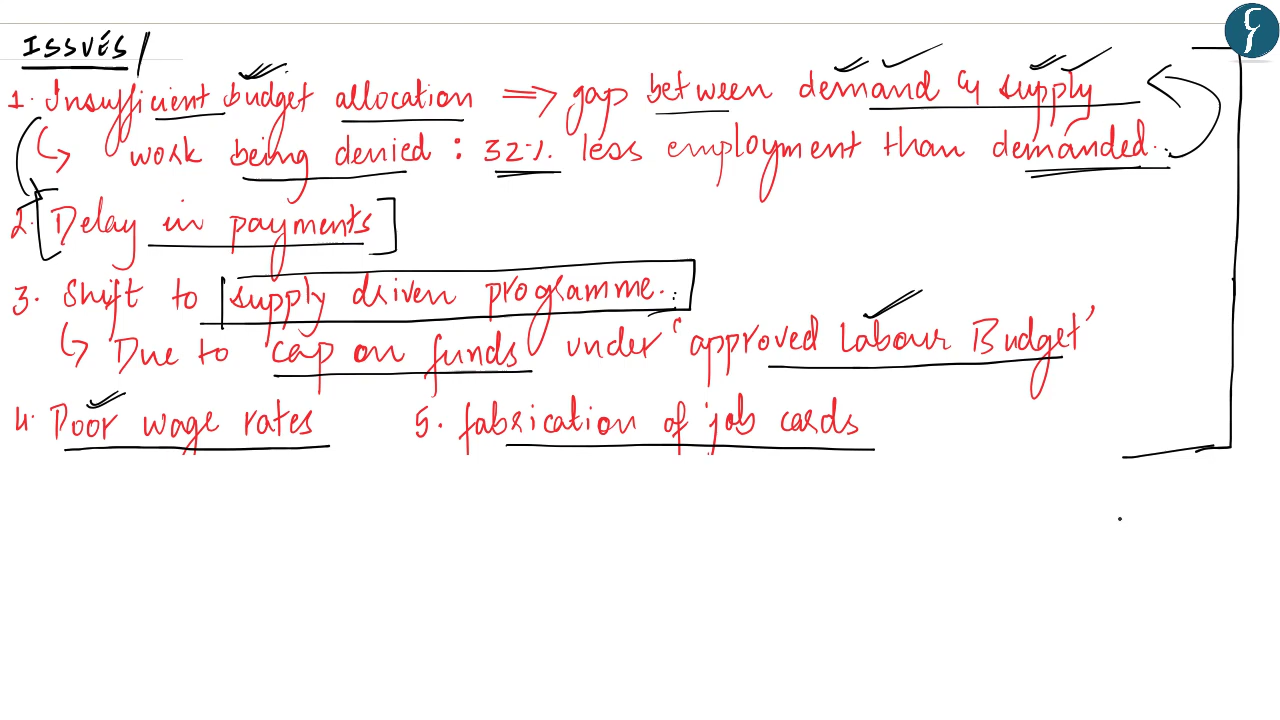 ISSUES
1. Insufficient budget allocation ⇒ gap between demand & supply
↳ work being denied : 32%. less employment than demanded.
2. [Delay in payments]
3. Shift to supply driven programme.
↳ Due to cap on funds under 'approved Labour Budget'
4. Poor wage rates 5. fabrication of job cards